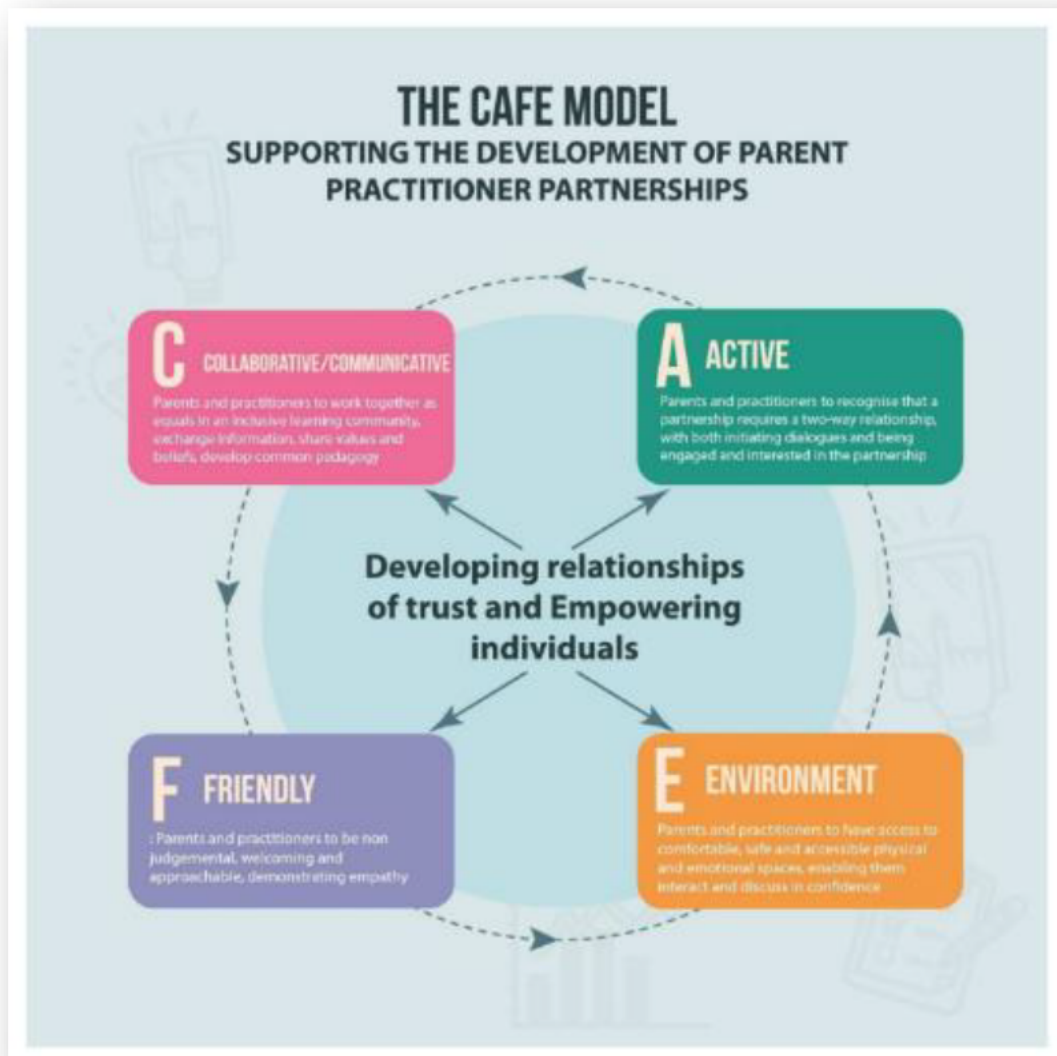 THE CAFE MODEL
SUPPORTING THE DEVELOPMENT OF PARENT
PRACTITIONER PARTNERSHIPS
C COLLABORATIVE/COMMUNICATIVE
Parents and practitioners to work together as
equals in an inclusive learning community,
exchange information, share values and
beliefs, develop common pedagogy
A ACTIVE
Parents and practitioners to recognise that a
partnership requires a two-way relationship,
with both initiating dialogues and being
engaged and interested in the partnership
Developing relationships
of trust and Empowering
individuals
F FRIENDLY
: Parents and practitioners to be non
judgemental, welcoming and
approachable, demonstrating empathy
E ENVIRONMENT
Parents and practitioners to have access to
comfortable, safe and accessible physical
and emotional spaces, enabling them
interact and discuss in confidence